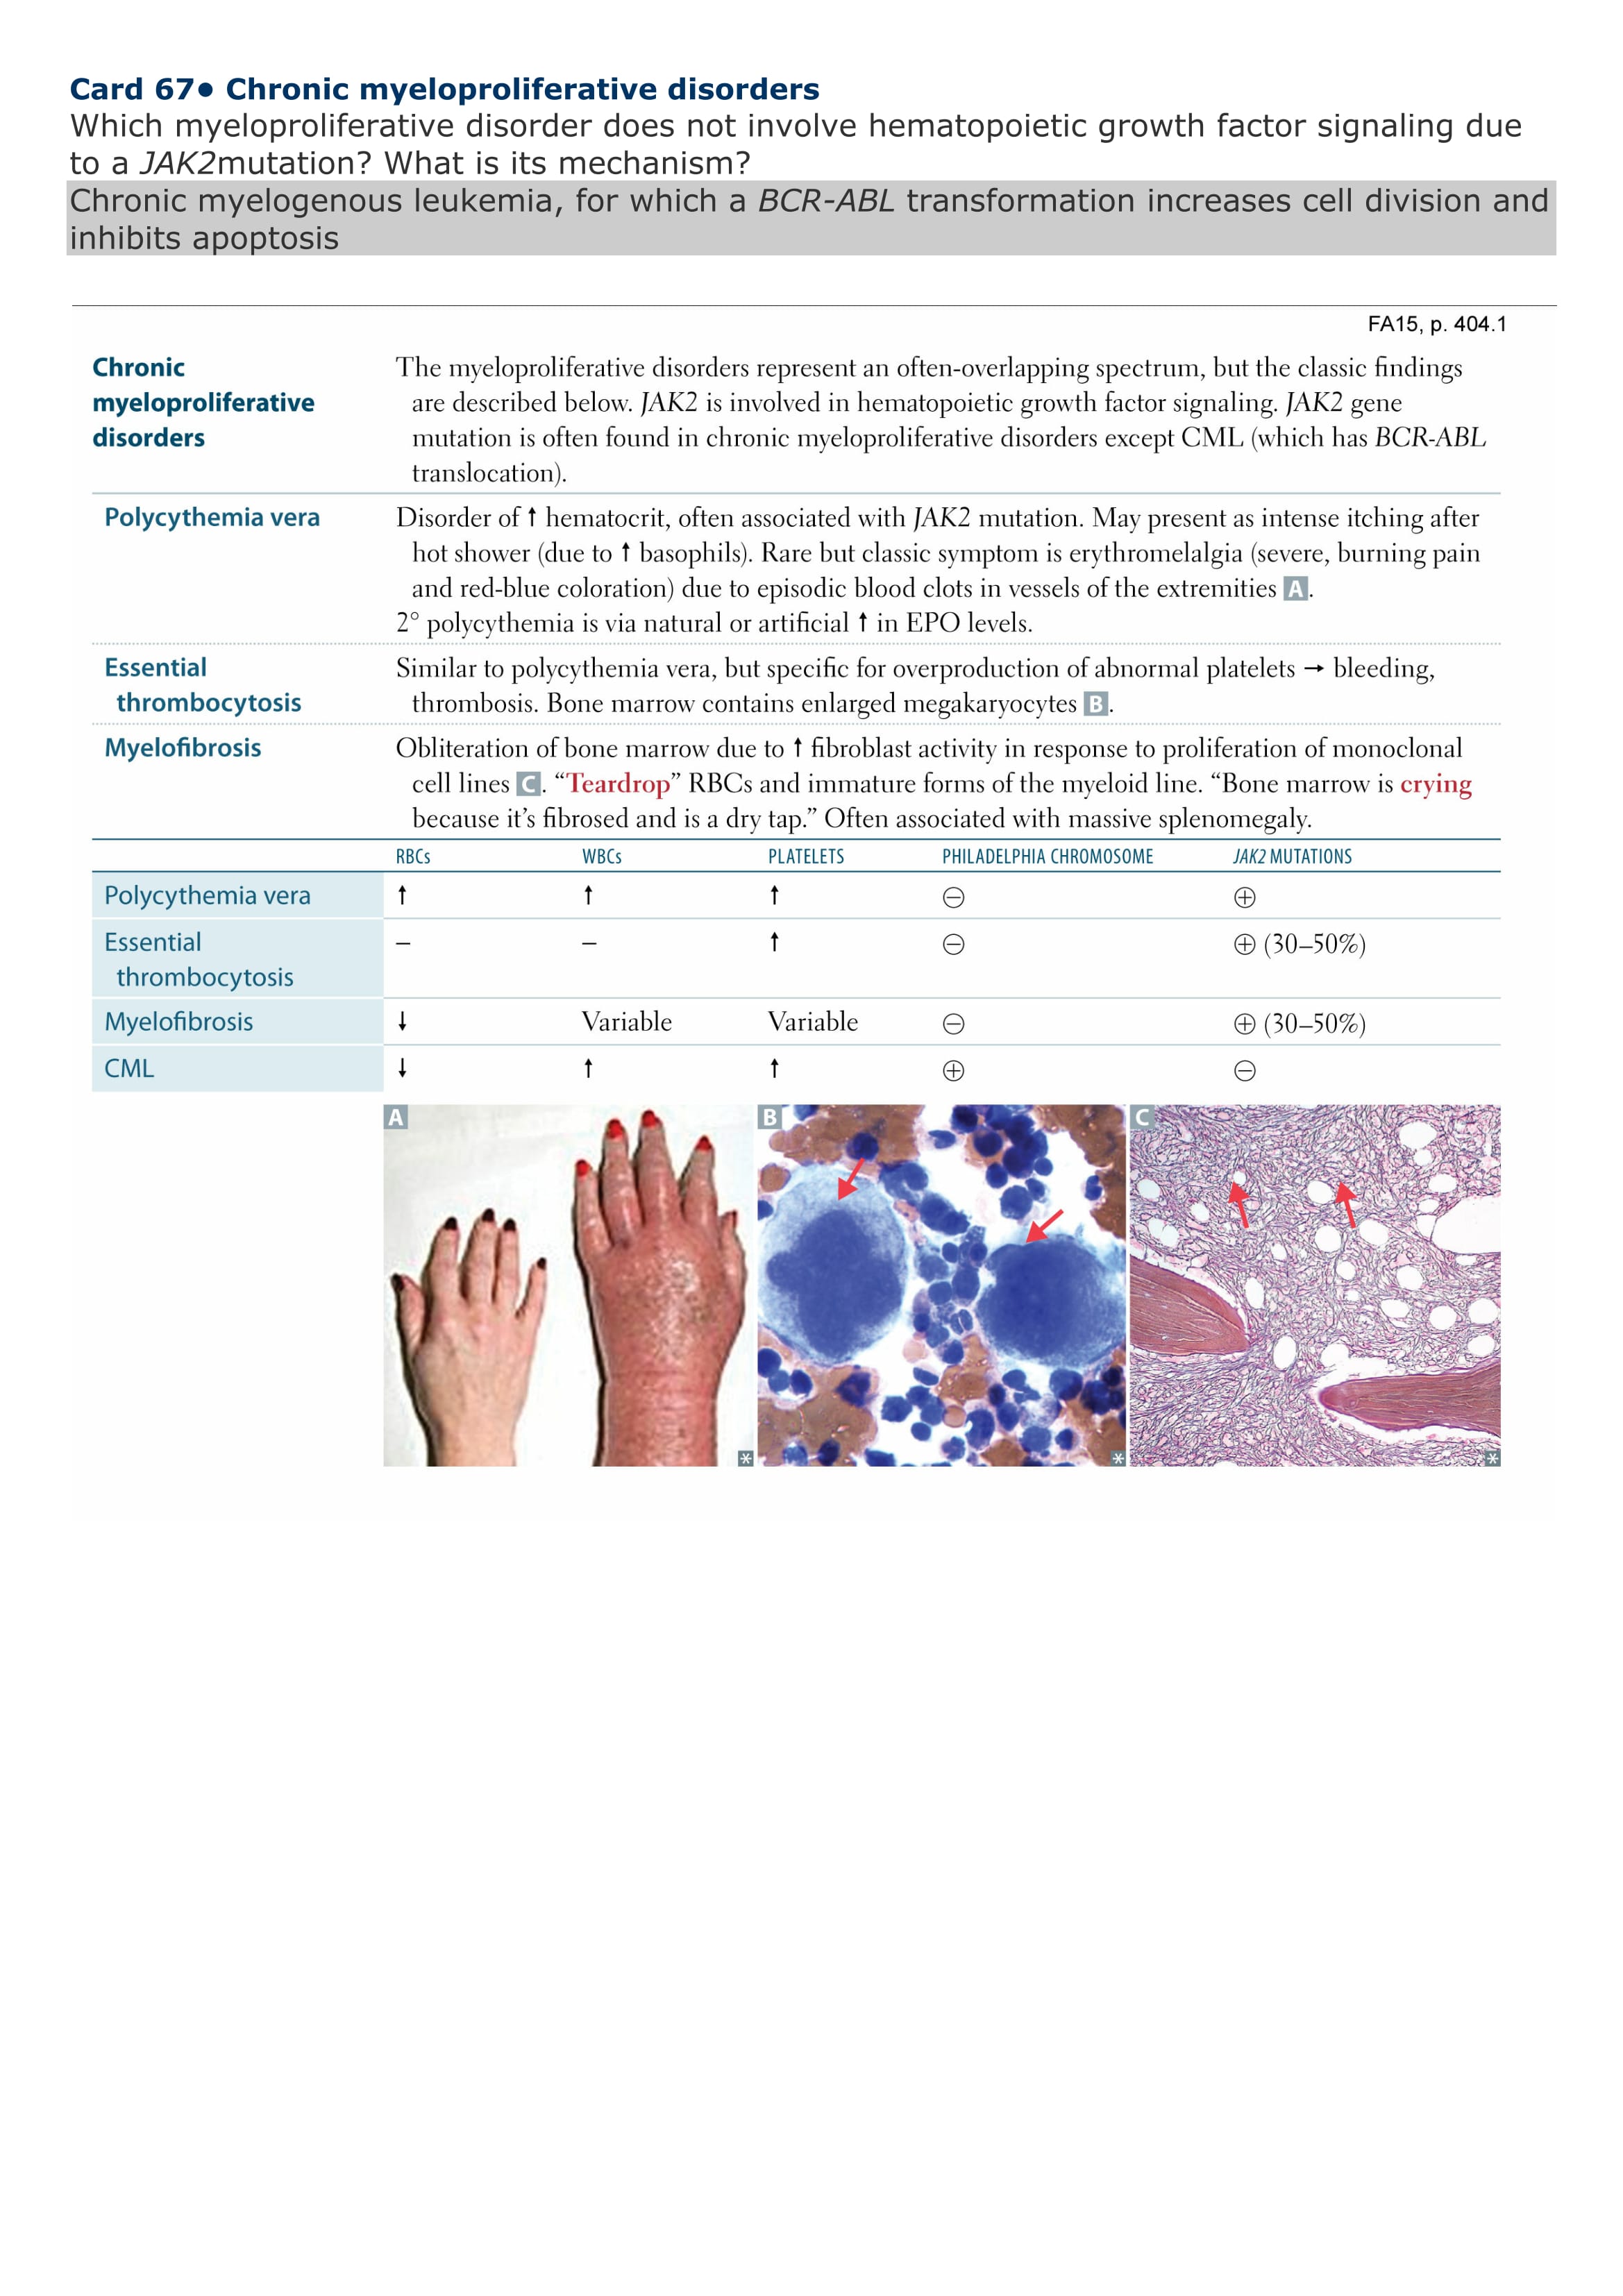 Card 67● Chronic myeloproliferative disorders
Which myeloproliferative disorder does not involve hematopoietic growth factor signaling due
to a JAK2mutation? What is its mechanism?
Chronic myelogenous leukemia, for which a BCR-ABL transformation increases cell division and
inhibits apoptosis
FA15, p. 404.1
Chronic
myeloproliferative
disorders
The myeloproliferative disorders represent an often-overlapping spectrum, but the classic findings
are described below. JAK2 is involved in hematopoietic growth factor signaling. JAK2 gene
mutation is often found in chronic myeloproliferative disorders except CML (which has BCR-ABL
translocation).
Polycythemia vera
Disorder of ↑ hematocrit, often associated with JAK2 mutation. May present as intense itching after
hot shower (due to ↑ basophils). Rare but classic symptom is erythromelalgia (severe, burning pain
and red-blue coloration) due to episodic blood clots in vessels of the extremities A.
2° polycythemia is via natural or artificial ↑ in EPO levels.
Essential
thrombocytosis
Similar to polycythemia vera, but specific for overproduction of abnormal platelets → bleeding,
thrombosis. Bone marrow contains enlarged megakaryocytes B.
Myelofibrosis
Obliteration of bone marrow due to ↑ fibroblast activity in response to proliferation of monoclonal
cell lines C. “Teardrop” RBCs and immature forms of the myeloid line. “Bone marrow is crying
because it’s fibrosed and is a dry tap.” Often associated with massive splenomegaly.
RBCs WBCs PLATELETS PHILADELPHIA CHROMOSOME JAK2 MUTATIONS
Polycythemia vera ↑ ↑ ↑ ⊖ ⊕
Essential
thrombocytosis
– – ↑ ⊖ ⊕ (30–50%)
Myelofibrosis ↓ Variable Variable ⊖ ⊕ (30–50%)
CML ↓ ↑ ↑ ⊕ ⊖
A B C
* * *